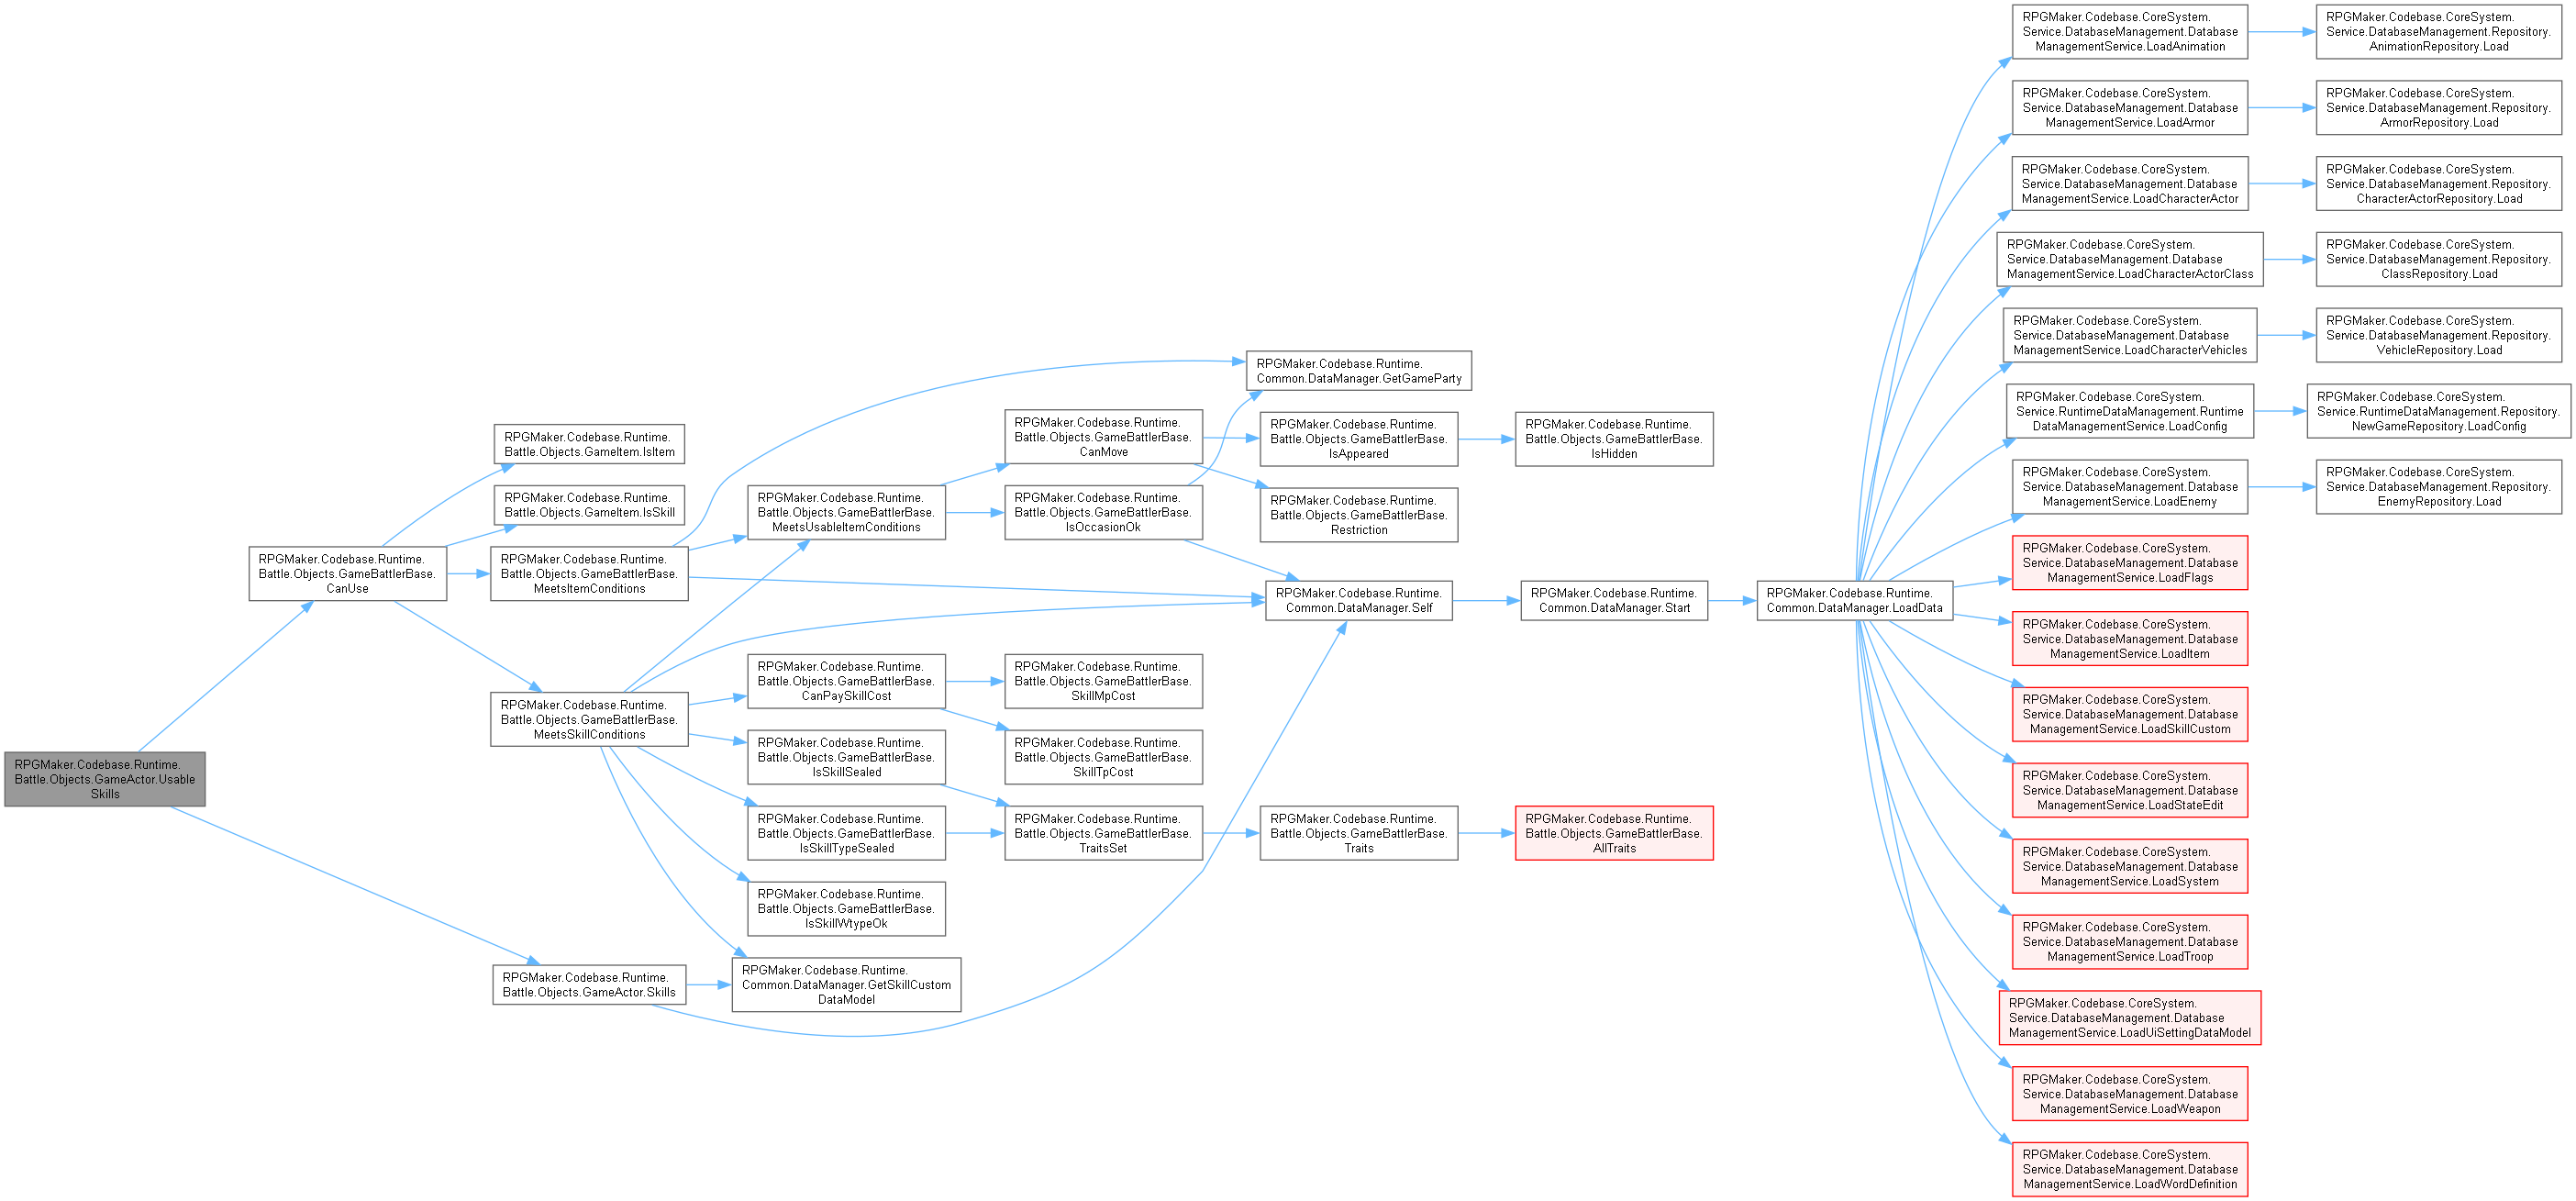 RPGMaker.Codebase.Runtime.
Battle.Objects.GameActor.Usable
Skills
RPGMaker.Codebase.Runtime.
Battle.Objects.GameBattlerBase.
CanUse
RPGMaker.Codebase.Runtime.
Battle.Objects.GameItem.IsItem
RPGMaker.Codebase.Runtime.
Battle.Objects.GameItem.IsSkill
RPGMaker.Codebase.Runtime.
Battle.Objects.GameBattlerBase.
MeetsItemConditions
RPGMaker.Codebase.Runtime.
Battle.Objects.GameBattlerBase.
MeetsSkillConditions
RPGMaker.Codebase.Runtime.
Battle.Objects.GameActor.Skills
RPGMaker.Codebase.Runtime.
Battle.Objects.GameBattlerBase.
MeetsUsableItemConditions
RPGMaker.Codebase.Runtime.
Battle.Objects.GameBattlerBase.
CanPaySkillCost
RPGMaker.Codebase.Runtime.
Battle.Objects.GameBattlerBase.
IsSkillSealed
RPGMaker.Codebase.Runtime.
Battle.Objects.GameBattlerBase.
IsSkillTypeSealed
RPGMaker.Codebase.Runtime.
Battle.Objects.GameBattlerBase.
IsSkillWtypeOk
RPGMaker.Codebase.Runtime.
Common.DataManager.GetSkillCustom
DataModel
RPGMaker.Codebase.Runtime.
Battle.Objects.GameBattlerBase.
CanMove
RPGMaker.Codebase.Runtime.
Battle.Objects.GameBattlerBase.
IsOccasionOk
RPGMaker.Codebase.Runtime.
Battle.Objects.GameBattlerBase.
SkillMpCost
RPGMaker.Codebase.Runtime.
Battle.Objects.GameBattlerBase.
SkillTpCost
RPGMaker.Codebase.Runtime.
Battle.Objects.GameBattlerBase.
TraitsSet
RPGMaker.Codebase.Runtime.
Common.DataManager.GetGameParty
RPGMaker.Codebase.Runtime.
Battle.Objects.GameBattlerBase.
IsAppeared
RPGMaker.Codebase.Runtime.
Battle.Objects.GameBattlerBase.
Restriction
RPGMaker.Codebase.Runtime.
Common.DataManager.Self
RPGMaker.Codebase.Runtime.
Battle.Objects.GameBattlerBase.
Traits
RPGMaker.Codebase.Runtime.
Battle.Objects.GameBattlerBase.
IsHidden
RPGMaker.Codebase.Runtime.
Common.DataManager.Start
RPGMaker.Codebase.Runtime.
Battle.Objects.GameBattlerBase.
AllTraits
RPGMaker.Codebase.Runtime.
Common.DataManager.LoadData
RPGMaker.Codebase.CoreSystem.
Service.DatabaseManagement.Database
ManagementService.LoadAnimation
RPGMaker.Codebase.CoreSystem.
Service.DatabaseManagement.Repository.
AnimationRepository.Load
RPGMaker.Codebase.CoreSystem.
Service.DatabaseManagement.Database
ManagementService.LoadArmor
RPGMaker.Codebase.CoreSystem.
Service.DatabaseManagement.Repository.
ArmorRepository.Load
RPGMaker.Codebase.CoreSystem.
Service.DatabaseManagement.Database
ManagementService.LoadCharacterActor
RPGMaker.Codebase.CoreSystem.
Service.DatabaseManagement.Repository.
CharacterActorRepository.Load
RPGMaker.Codebase.CoreSystem.
Service.DatabaseManagement.Database
ManagementService.LoadCharacterActorClass
RPGMaker.Codebase.CoreSystem.
Service.DatabaseManagement.Repository.
ClassRepository.Load
RPGMaker.Codebase.CoreSystem.
Service.DatabaseManagement.Database
ManagementService.LoadCharacterVehicles
RPGMaker.Codebase.CoreSystem.
Service.DatabaseManagement.Repository.
VehicleRepository.Load
RPGMaker.Codebase.CoreSystem.
Service.RuntimeDataManagement.Runtime
DataManagementService.LoadConfig
RPGMaker.Codebase.CoreSystem.
Service.RuntimeDataManagement.Repository.
NewGameRepository.LoadConfig
RPGMaker.Codebase.CoreSystem.
Service.DatabaseManagement.Database
ManagementService.LoadEnemy
RPGMaker.Codebase.CoreSystem.
Service.DatabaseManagement.Repository.
EnemyRepository.Load
RPGMaker.Codebase.CoreSystem.
Service.DatabaseManagement.Database
ManagementService.LoadFlags
RPGMaker.Codebase.CoreSystem.
Service.DatabaseManagement.Database
ManagementService.LoadItem
RPGMaker.Codebase.CoreSystem.
Service.DatabaseManagement.Database
ManagementService.LoadSkillCustom
RPGMaker.Codebase.CoreSystem.
Service.DatabaseManagement.Database
ManagementService.LoadStateEdit
RPGMaker.Codebase.CoreSystem.
Service.DatabaseManagement.Database
ManagementService.LoadSystem
RPGMaker.Codebase.CoreSystem.
Service.DatabaseManagement.Database
ManagementService.LoadTroop
RPGMaker.Codebase.CoreSystem.
Service.DatabaseManagement.Database
ManagementService.LoadUiSettingDataModel
RPGMaker.Codebase.CoreSystem.
Service.DatabaseManagement.Database
ManagementService.LoadWeapon
RPGMaker.Codebase.CoreSystem.
Service.DatabaseManagement.Database
ManagementService.LoadWordDefinition